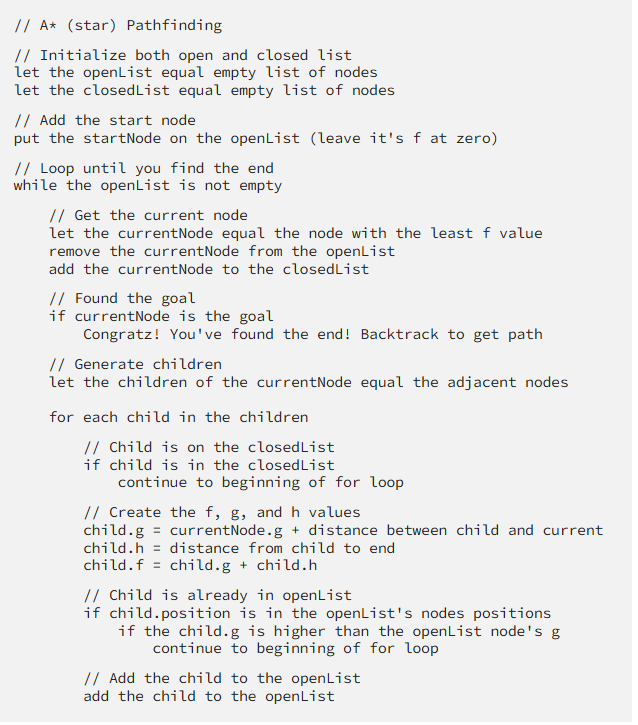 // A* (star) Pathfinding
// Initialize both open and closed list
let the openList equal empty list of nodes
let the closedList equal empty list of nodes
// Add the start node
put the startNode on the openList (leave it's f at zero)
// Loop until you find the end
while the openList is not empty
// Get the current node
let the currentNode equal the node with the least f value
remove the currentNode from the openList
add the currentNode to the closedList
// Found the goal
if currentNode is the goal
Congratz! You've found the end! Backtrack to get path
// Generate children
let the children of the currentNode equal the adjacent nodes
for each child in the children
// Child is on the closedList
if child is in the closedList
continue to beginning of for loop
// Create the f, g, and h values
child.g = currentNode.g + distance between child and current
child.h = distance from child to end
child.f = child.g + child.h
// Child is already in openList
if child.position is in the openList's nodes positions
if the child.g is higher than the openList node's g
continue to beginning of for loop
// Add the child to the openList
add the child to the openList